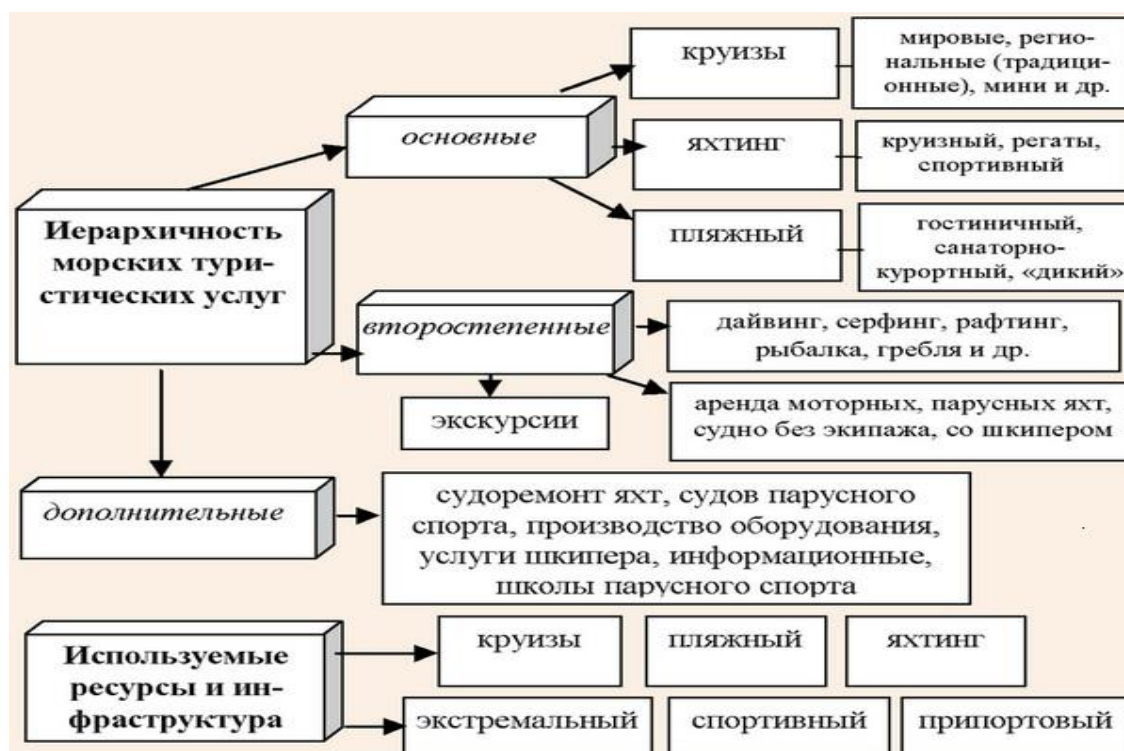 круизы
мировые, регио-
нальные (традици-
онные), мини и др.
основные
яхтинг
круизный, регаты,
спортивный
Иерархичность
морских тури-
стических услуг
пляжный
гостиничный,
санаторно-
курортный, «дикий»
второстепенные
дайвинг, серфинг, рафтинг,
рыбалка, гребля и др.
экскурсии
аренда моторных, парусных яхт,
судно без экипажа, со шкипером
дополнительные
судоремонт яхт, судов парусного
спорта, производство оборудования,
услуги шкипера, информационные,
школы парусного спорта
Используемые
ресурсы и ин-
фраструктура
круизы
пляжный
яхтинг
экстремальный
спортивный
припортовый